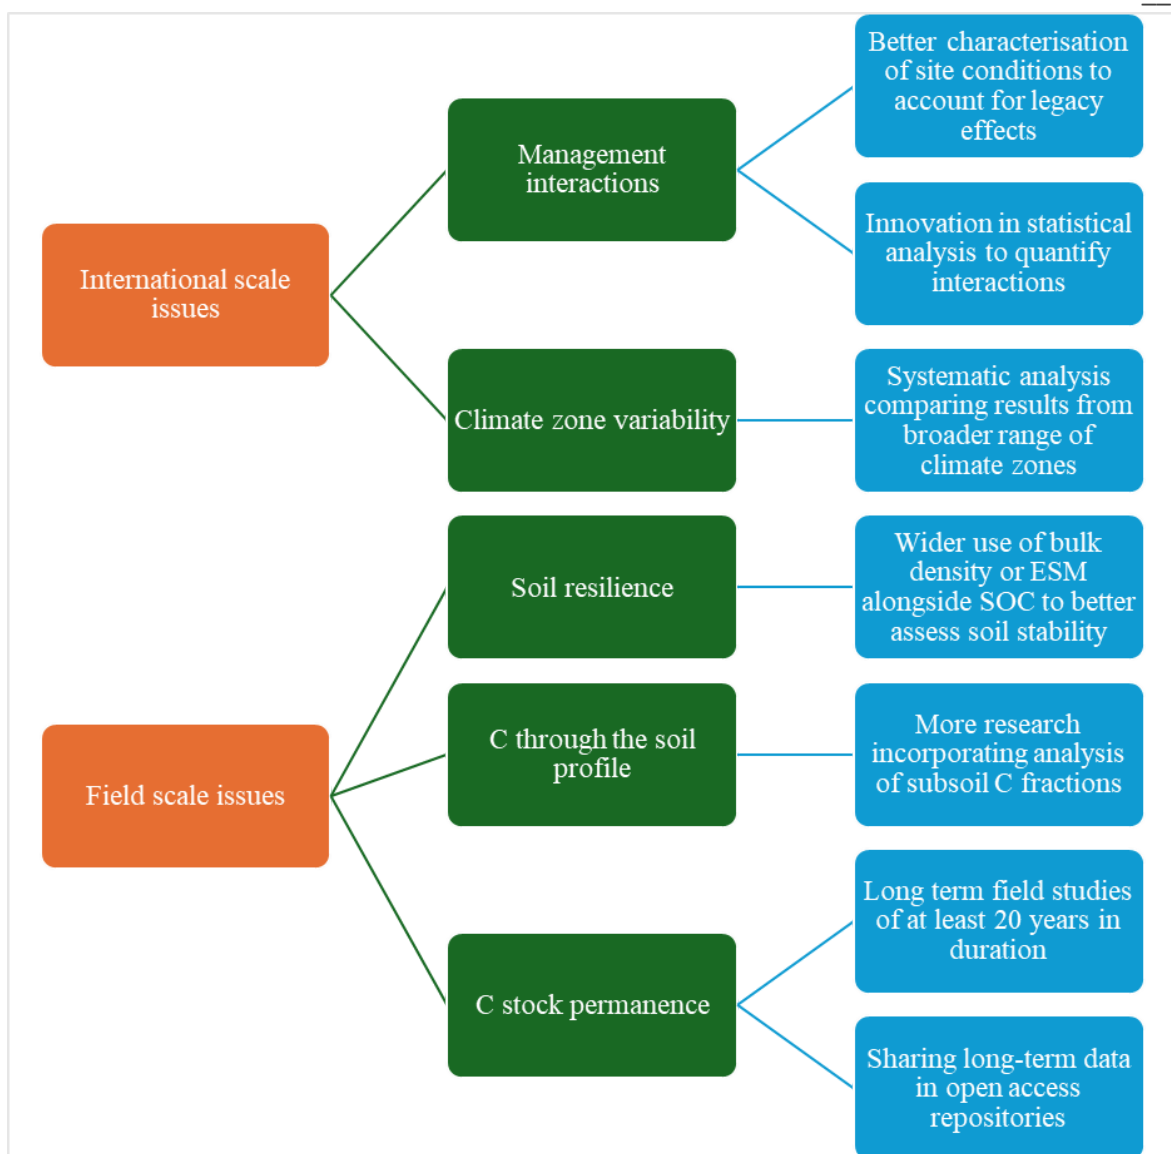 International scale
issues
Management
interactions
Better characterisation
of site conditions to
account for legacy
effects
Innovation in statistical
analysis to quantify
interactions
Climate zone variability
Systematic analysis
comparing results from
broader range of
climate zones
Field scale issues
Soil resilience
Wider use of bulk
density or ESM
alongside SOC to better
assess soil stability
C through the soil
profile
More research
incorporating analysis
of subsoil C fractions
C stock permanence
Long term field studies
of at least 20 years in
duration
Sharing long-term data
in open access
repositories